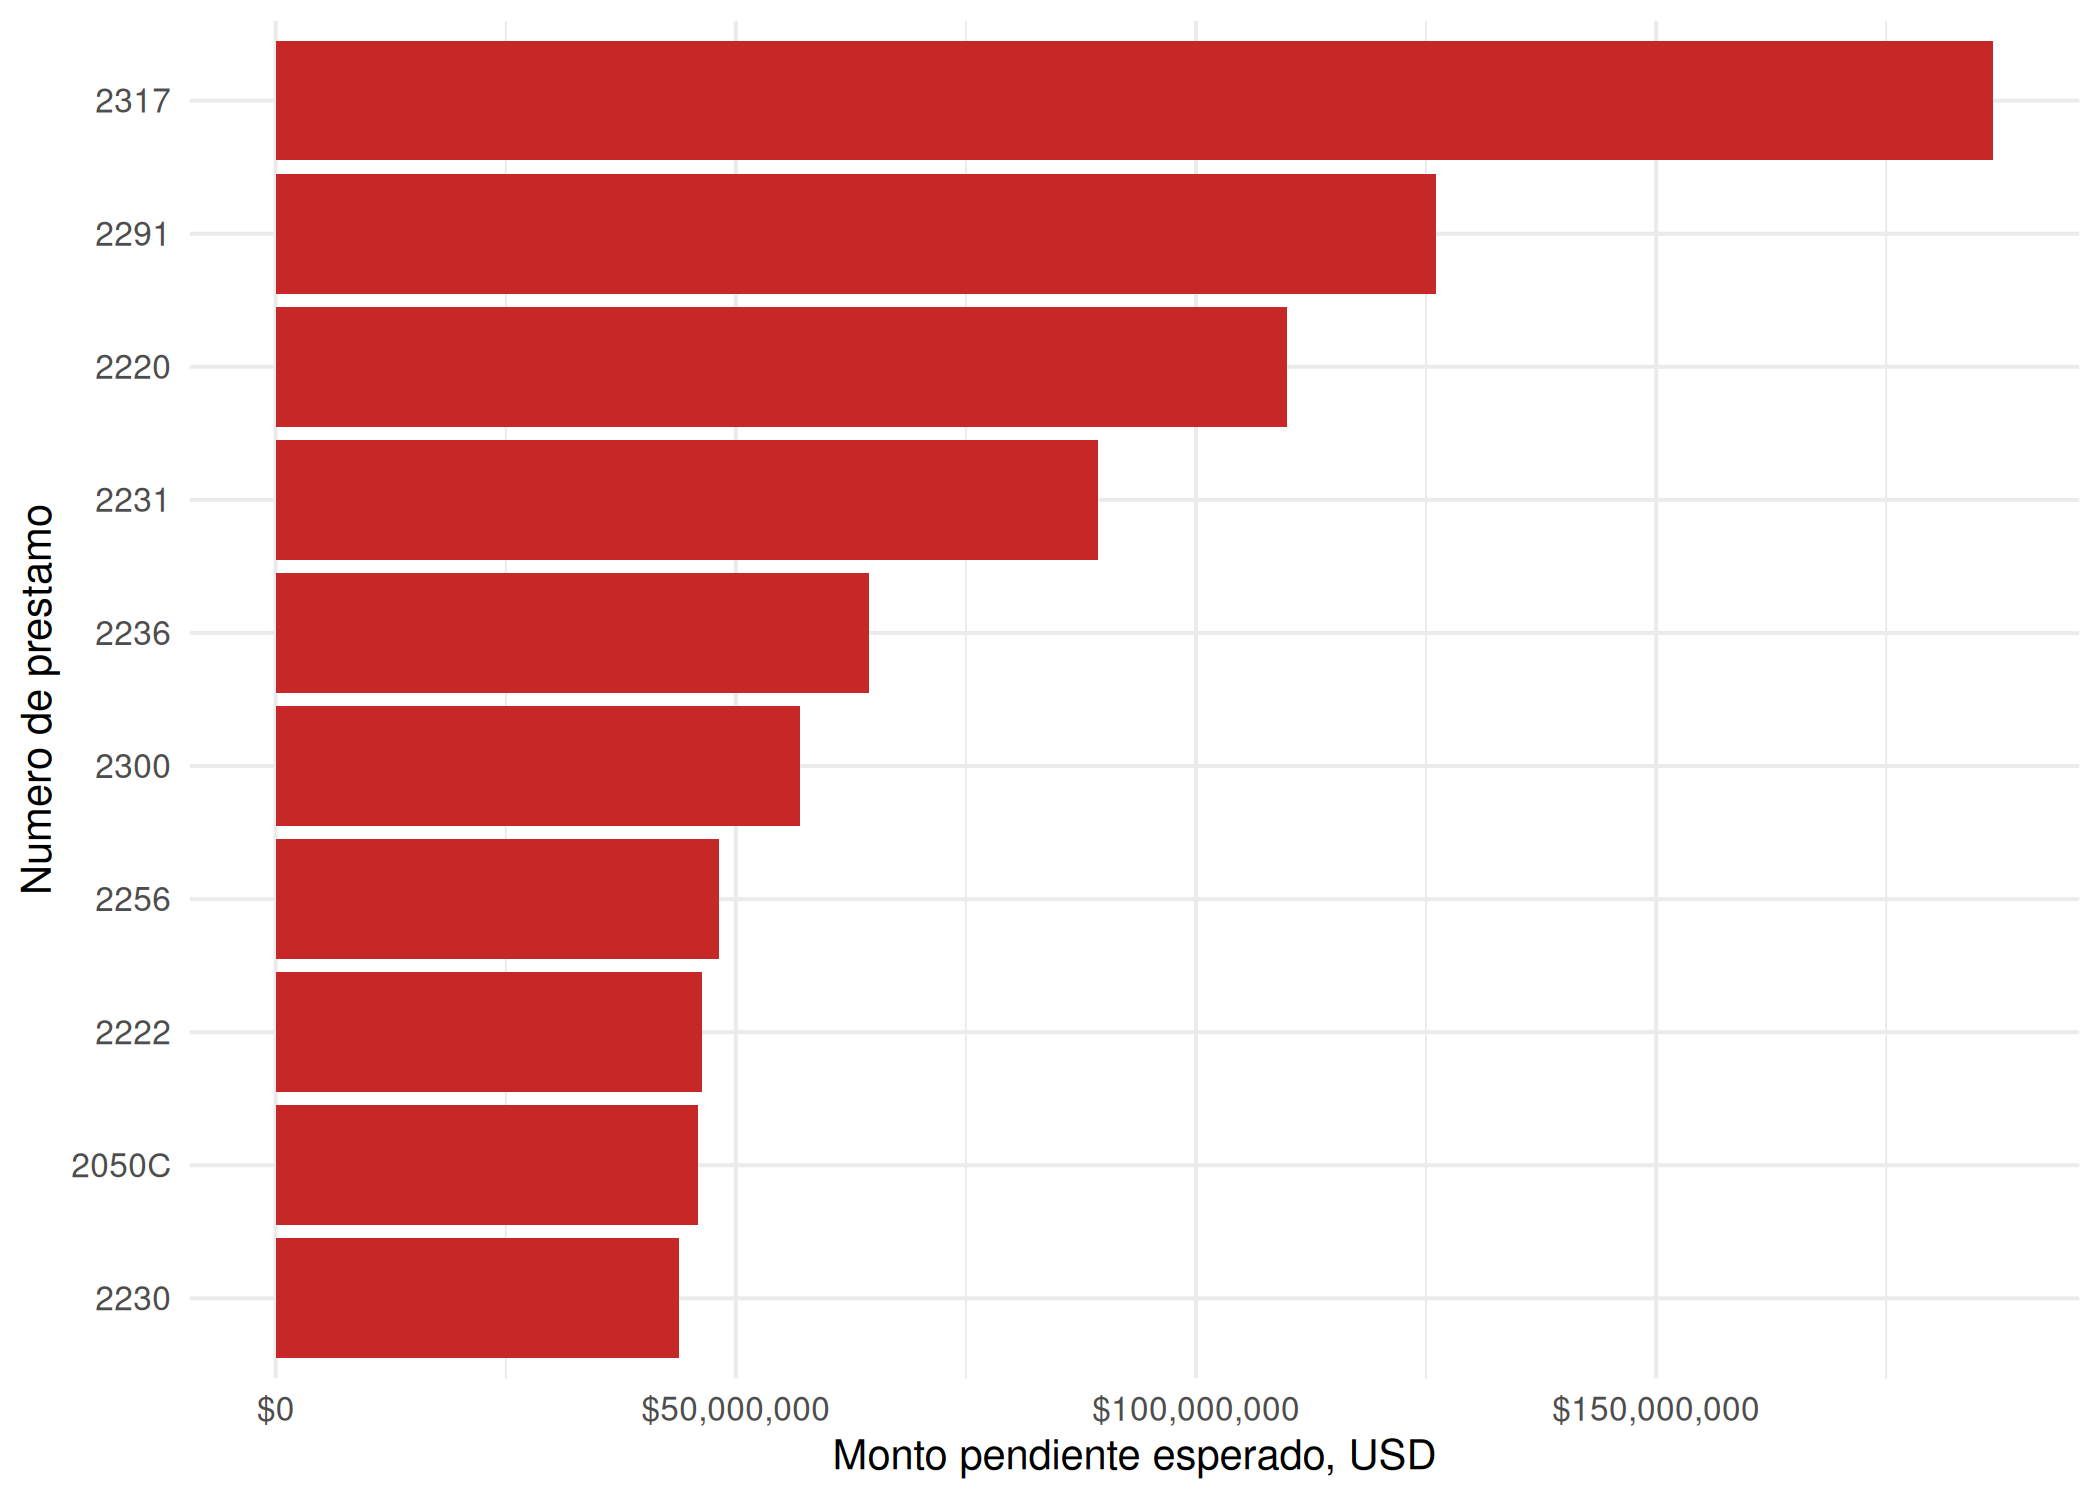 2317
2291
2220
2231
2236
2300
2256
2222
2050C
2230
Numero de prestamo
$0 $50,000,000 $100,000,000 $150,000,000
Monto pendiente esperado, USD